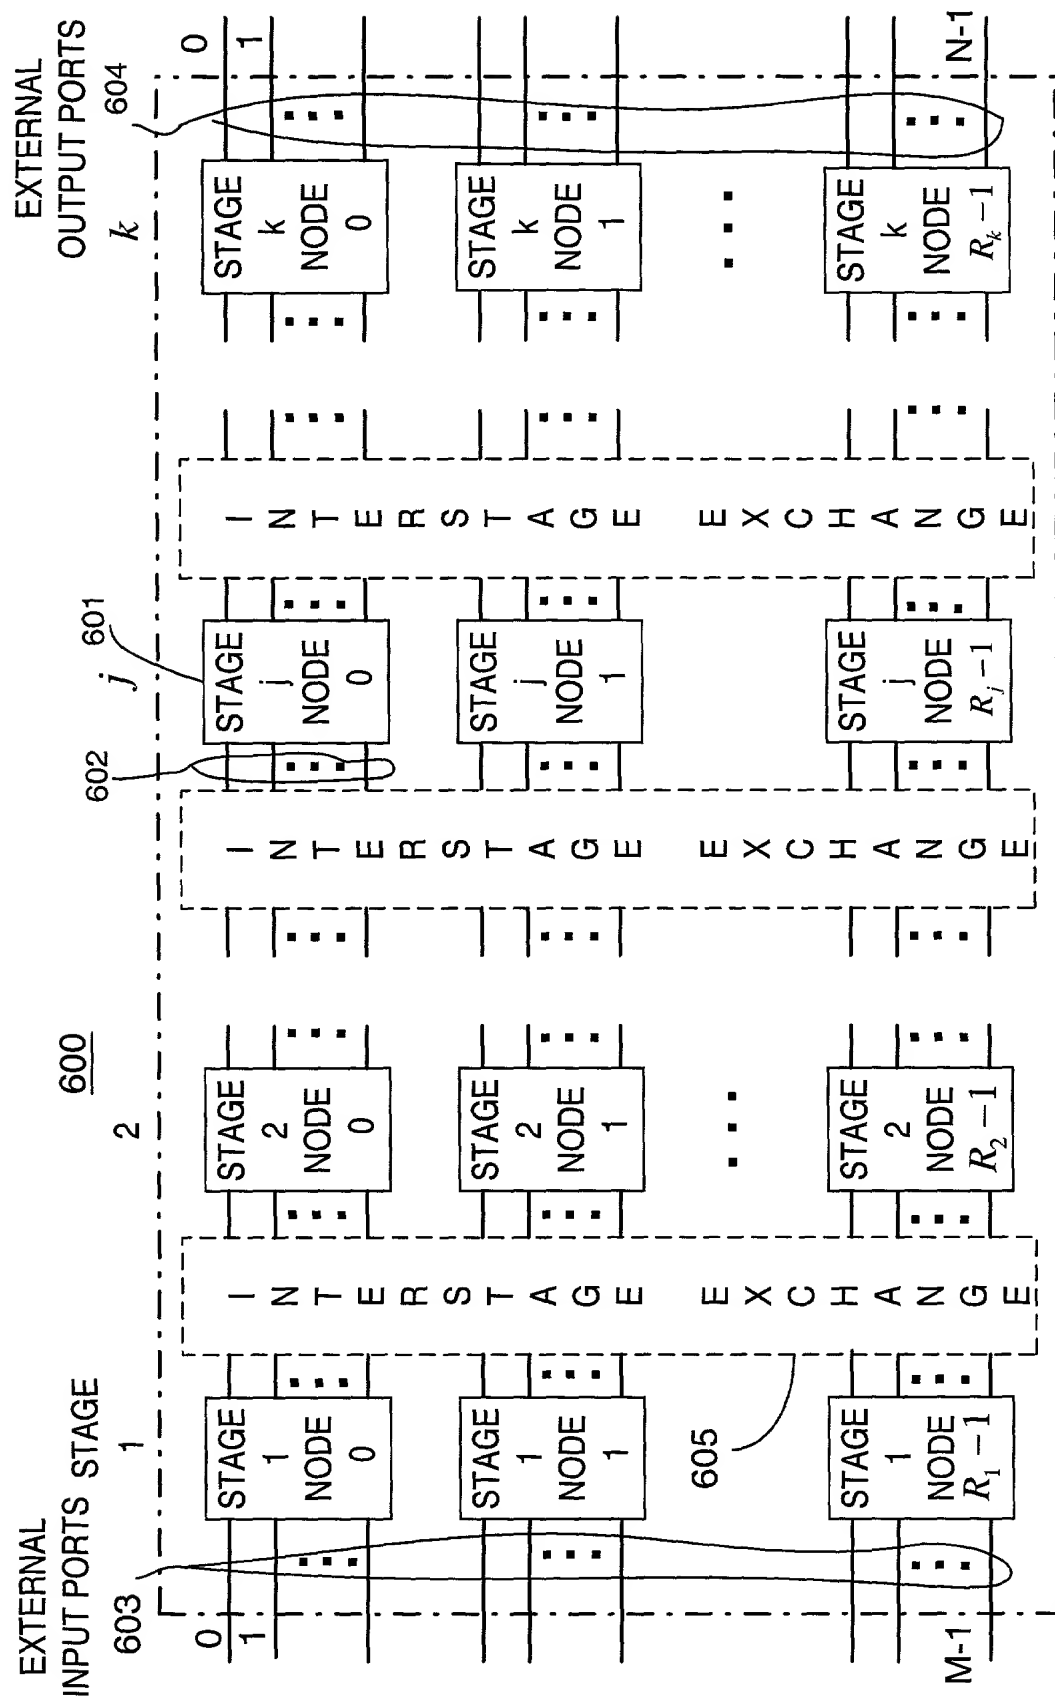 600
EXTERNAL
INPUT PORTS
603
STAGE
1
2
j
k
EXTERNAL
OUTPUT PORTS
604
601
602
605
0
1
M-1
STAGE
1
NODE
0
STAGE
1
NODE
1
STAGE
1
NODE
R₁-1
INTERSTAGE EXCHANGE
STAGE
2
NODE
0
STAGE
2
NODE
1
STAGE
2
NODE
R₂-1
INTERSTAGE EXCHANGE
STAGE
j
NODE
0
STAGE
j
NODE
1
STAGE
j
NODE
Rⱼ-1
INTERSTAGE EXCHANGE
STAGE
k
NODE
0
STAGE
k
NODE
1
STAGE
k
NODE
Rₖ-1
0
1
N-1